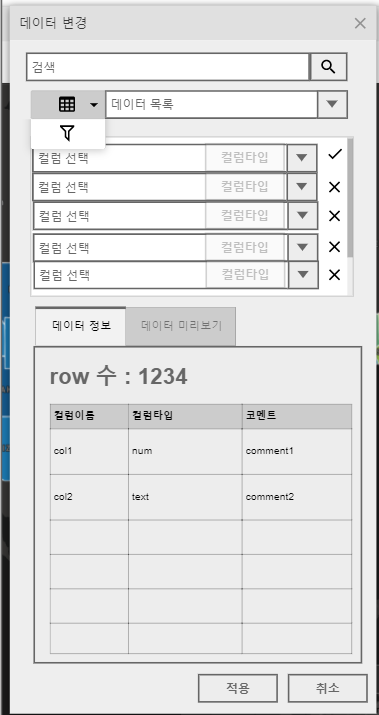 데이터 변경
검색
데이터 목록
컬럼 선택 컬럼타입
컬럼 선택 컬럼타입
컬럼 선택 컬럼타입
컬럼 선택 컬럼타입
컬럼 선택 컬럼타입
데이터 정보 데이터 미리보기
row 수 : 1234
컬럼이름 컬럼타입 코멘트
col1 num comment1
col2 text comment2
적용 취소